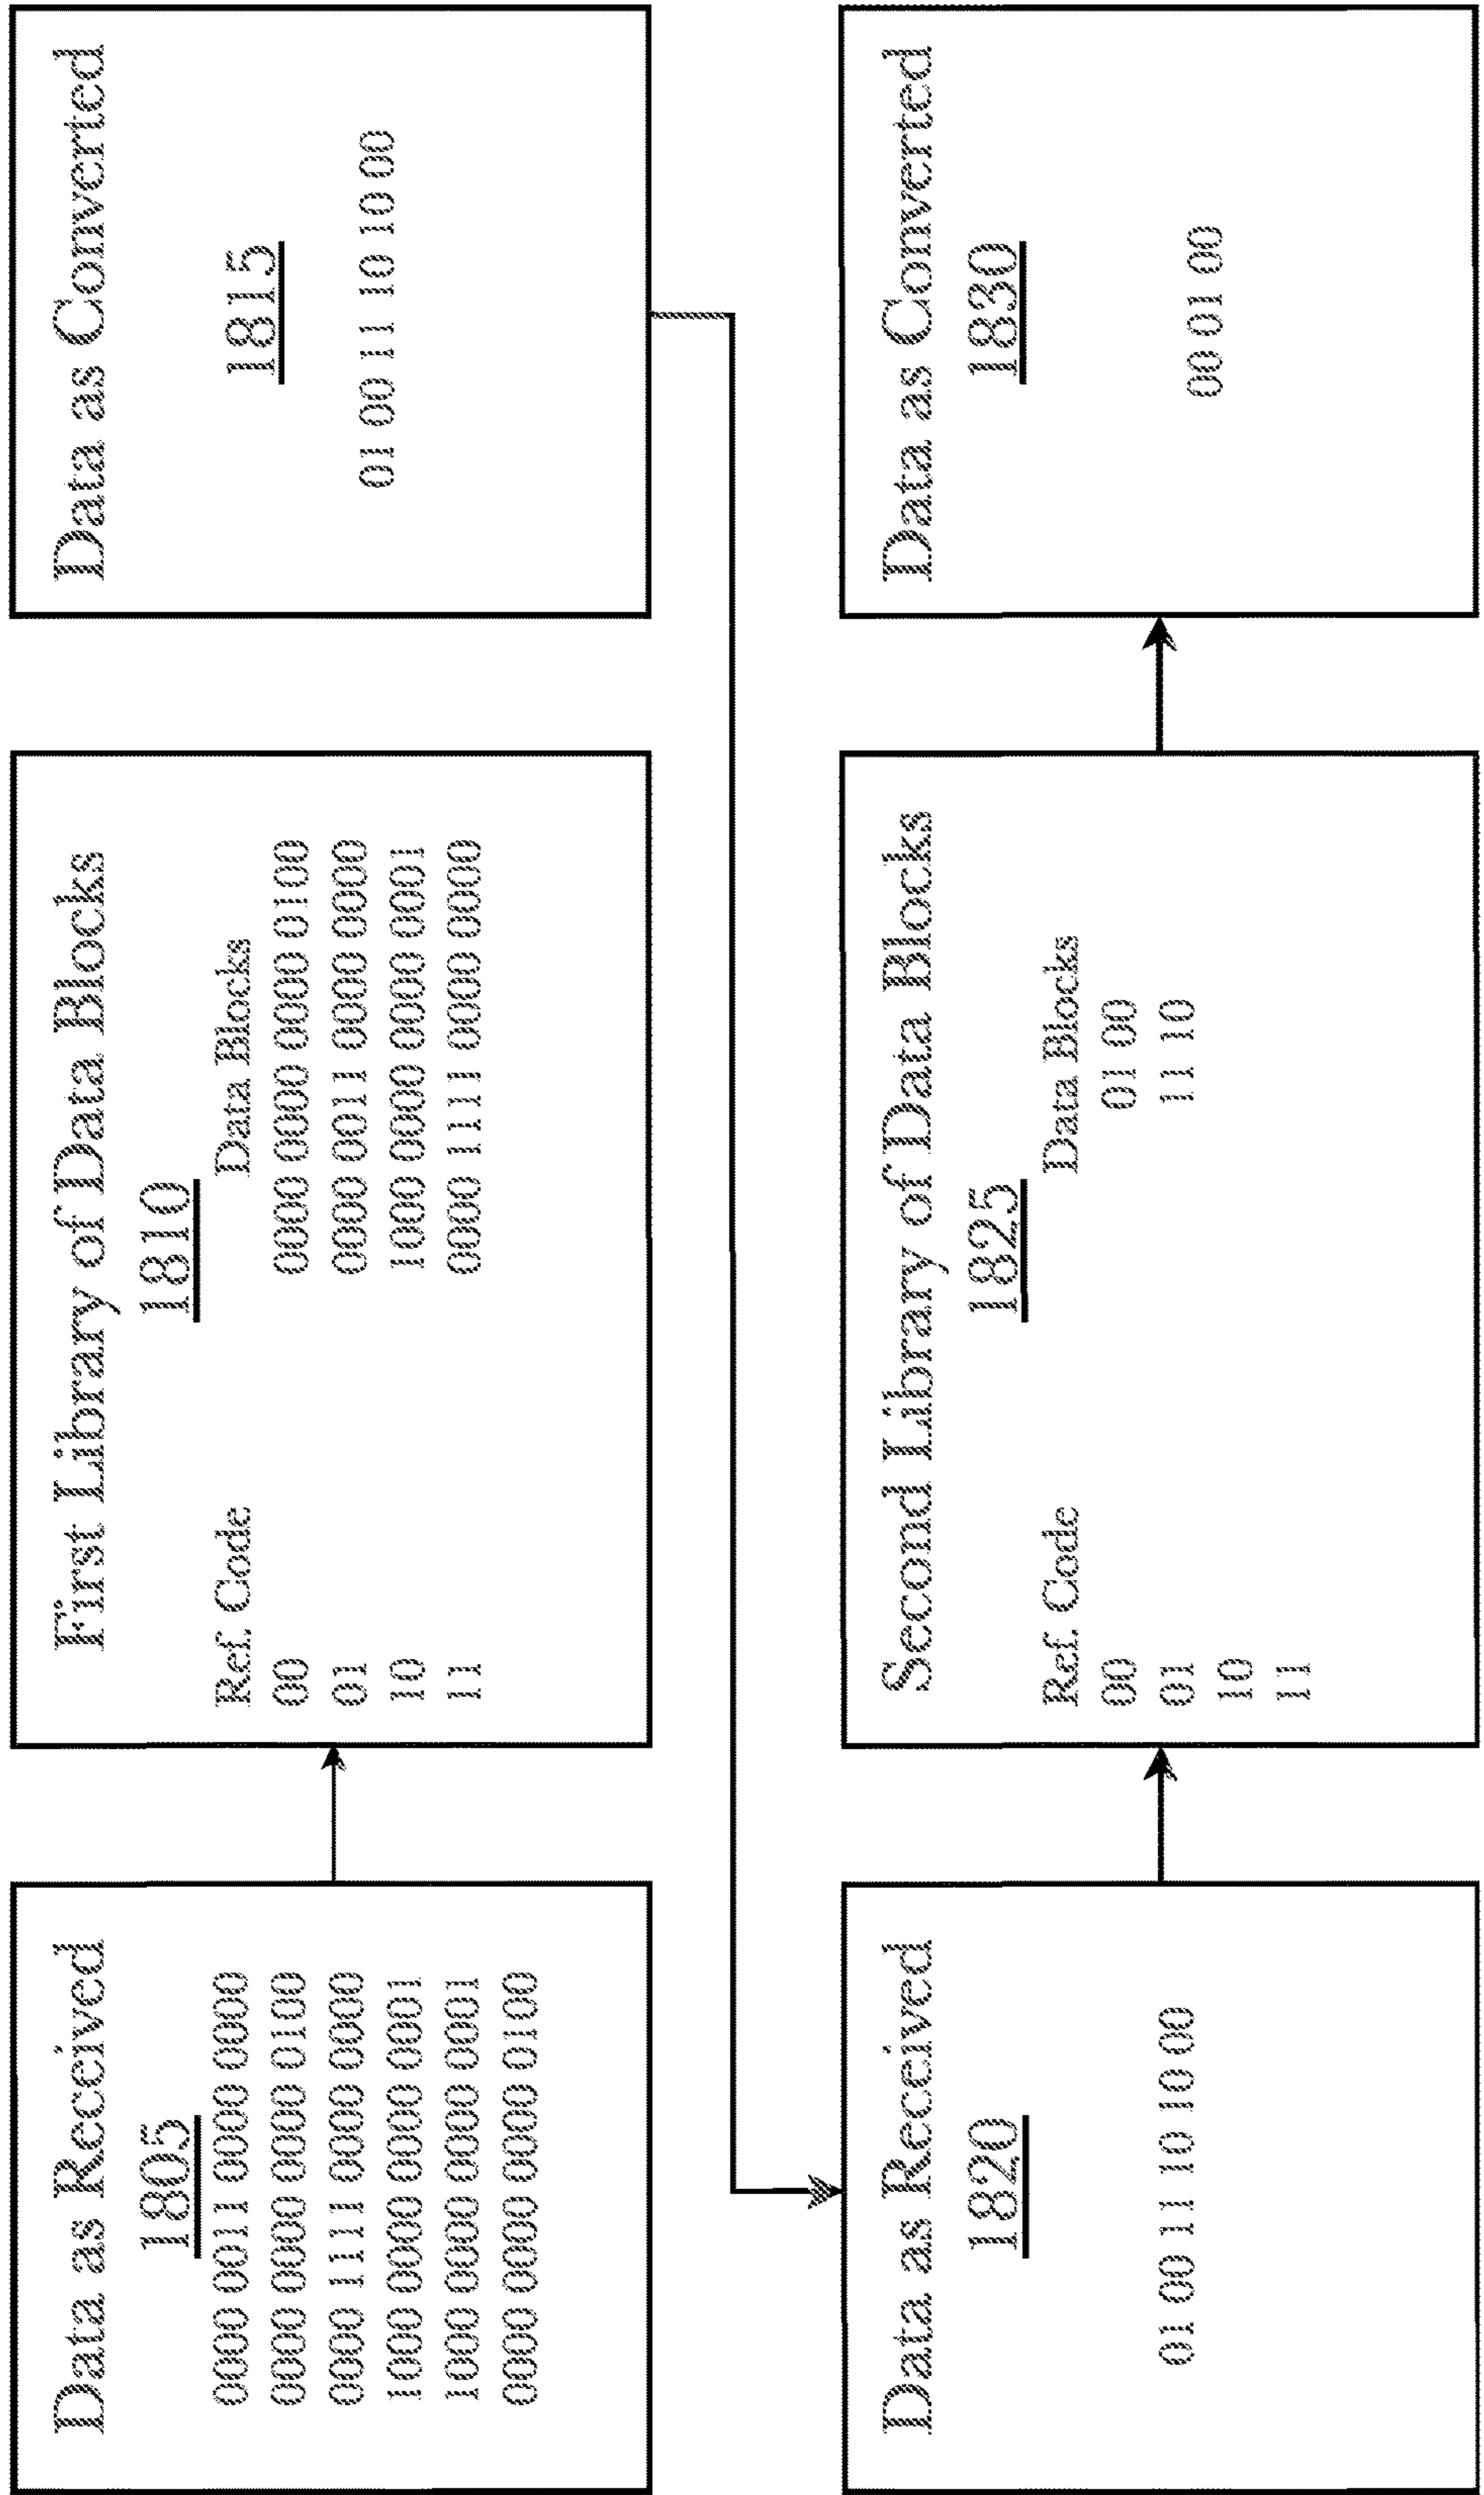 Data as Received
1805
0000 0011 0000 0000
0000 0000 0000 0100
0000 1111 0000 0000
1000 0000 0000 0001
1000 0000 0000 0001
0000 0000 0000 0100
First Library of Data Blocks
1810
Ref. Code Data Blocks
00 0000 0000 0000 0100
01 0000 0011 0000 0000
10 1000 0000 0000 0001
11 0000 1111 0000 0000
Data as Converted
1815
01 00 11 10 10 00
Data as Received
1820
01 00 11 10 10 00
Second Library of Data Blocks
1825
Ref. Code Data Blocks
00 01 00
01 11 10
10
11
Data as Converted
1830
00 01 00